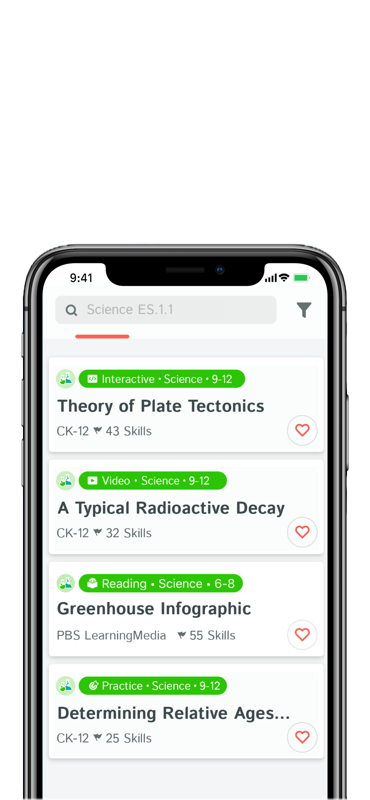 9:41
Science ES.1.1
Interactive • Science • 9-12
Theory of Plate Tectonics
CK-12 43 Skills
Video • Science • 9-12
A Typical Radioactive Decay
CK-12 32 Skills
Reading • Science • 6-8
Greenhouse Infographic
PBS LearningMedia 55 Skills
Practice • Science • 9-12
Determining Relative Ages...
CK-12 25 Skills